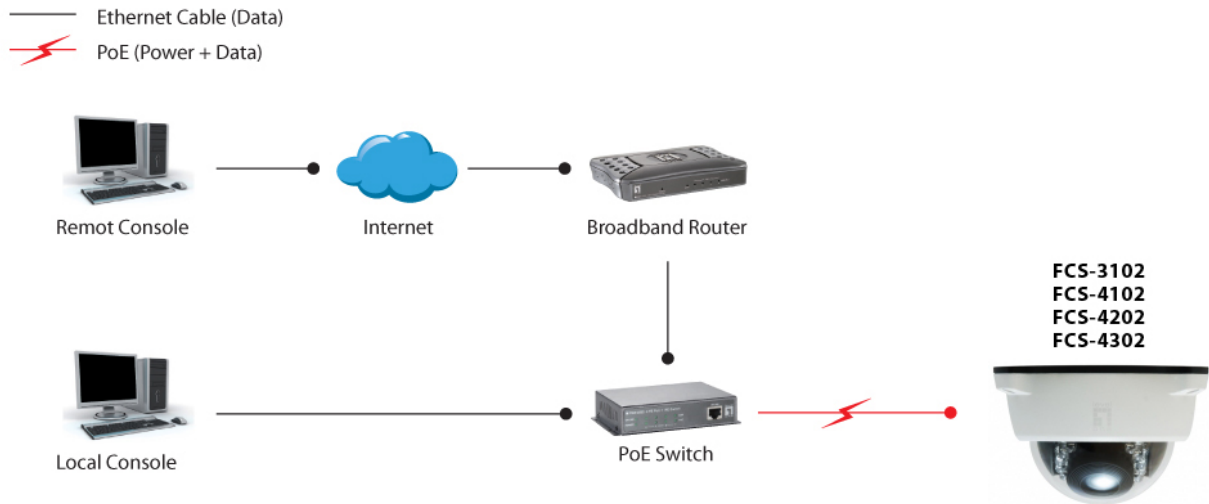 Ethernet Cable (Data)
PoE (Power + Data)
Remot Console
Internet
Broadband Router
FCS-3102
FCS-4102
FCS-4202
FCS-4302
Local Console
PoE Switch